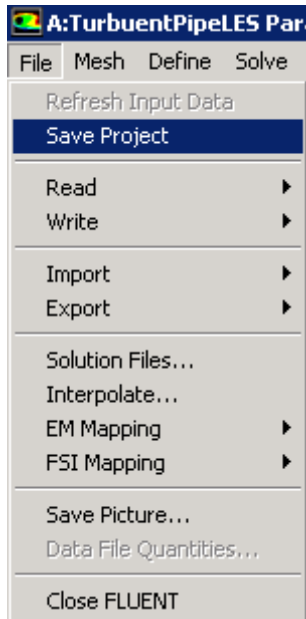 A:TurbuentPipeLES Par
File Mesh Define Solve
Refresh Input Data
Save Project
Read
Write
Import
Export
Solution Files...
Interpolate...
EM Mapping
FSI Mapping
Save Picture...
Data File Quantities...
Close FLUENT